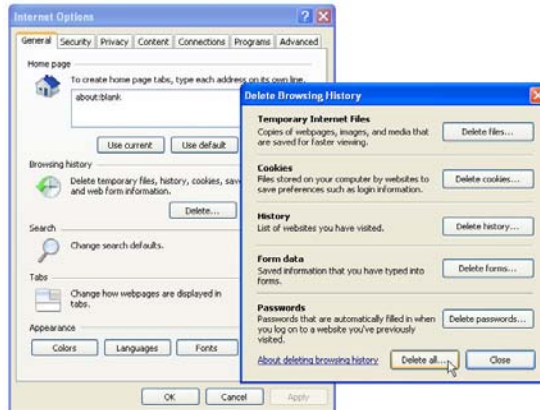 Internet Options
General Security Privacy Content Connections Programs Advanced
Home page
To create home page tabs, type each address on its own line.
about:blank
Use current Use default
Browsing history
Delete temporary files, history, cookies, sav
and web form information.
Delete...
Search
Change search defaults.
Tabs
Change how webpages are displayed in
tabs.
Appearance
Colors Languages Fonts
OK Cancel Apply
Delete Browsing History
Temporary Internet Files
Copies of webpages, images, and media that
are saved for faster viewing.
Delete files...
Cookies
Files stored on your computer by websites to
save preferences such as login information.
Delete cookies...
History
List of websites you have visited.
Delete history...
Form data
Saved information that you have typed into
forms.
Delete forms...
Passwords
Passwords that are automatically filled in when
you log on to a website you've previously
visited.
Delete passwords...
About deleting browsing history Delete all... Close